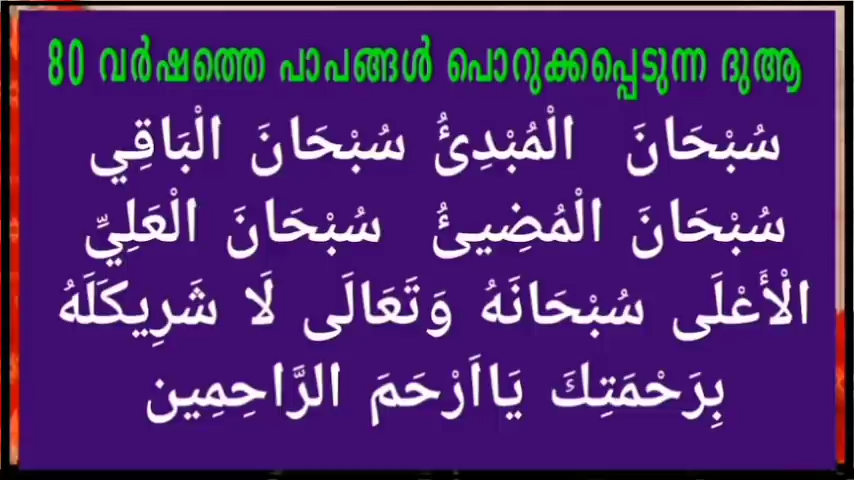 80 വർഷത്തെ പാപങ്ങൾ പൊറുക്കപ്പെടുന്ന ദുആ
سُبْحَانَ الْمُبْدِئُ سُبْحَانَ الْبَاقِي
سُبْحَانَ الْمُضِيئُ سُبْحَانَ الْعَلِيِّ
الْأَعْلَى سُبْحَانَهُ وَتَعَالَى لَا شَرِيكَلَهُ
بِرَحْمَتِكَ يَااَرْحَمَ الرَّاحِمِين